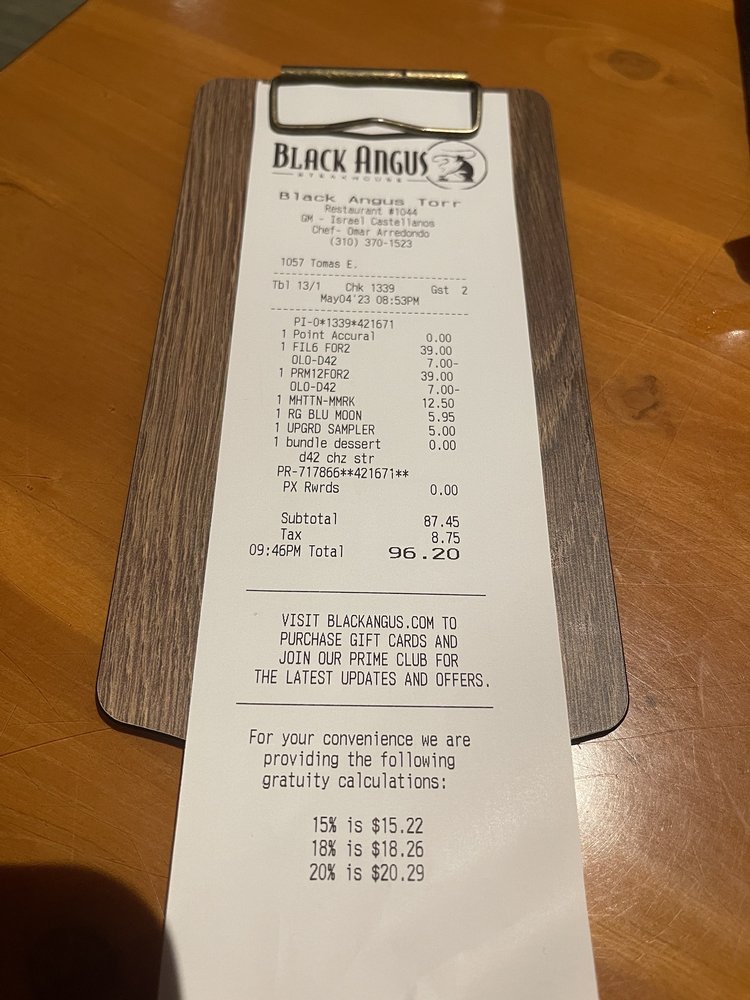 BLACK ANGUS
STEAKHOUSE
Black Angus Torr
Restaurant #1044
GM - Israel Castellanos
Chef- Omar Arredondo
(310) 370-1523
1057 Tomas E.
Tbl 13/1 Chk 1339 Gst 2
May04'23 08:53PM
PI-0*1339*421671
1 Point Accural 0.00
1 FIL6 FOR2 39.00
OLO-D42 7.00-
1 PRM12FOR2 39.00
OLO-D42 7.00-
1 MHTTN-MMRK 12.50
1 RG BLU MOON 5.95
1 UPGRD SAMPLER 5.00
1 bundle dessert 0.00
d42 chz str
PR-717866**421671**
PX Rwrds 0.00
Subtotal 87.45
Tax 8.75
09:46PM Total 96.20
VISIT BLACKANGUS.COM TO
PURCHASE GIFT CARDS AND
JOIN OUR PRIME CLUB FOR
THE LATEST UPDATES AND OFFERS.
For your convenience we are
providing the following
gratuity calculations:
15% is $15.22
18% is $18.26
20% is $20.29